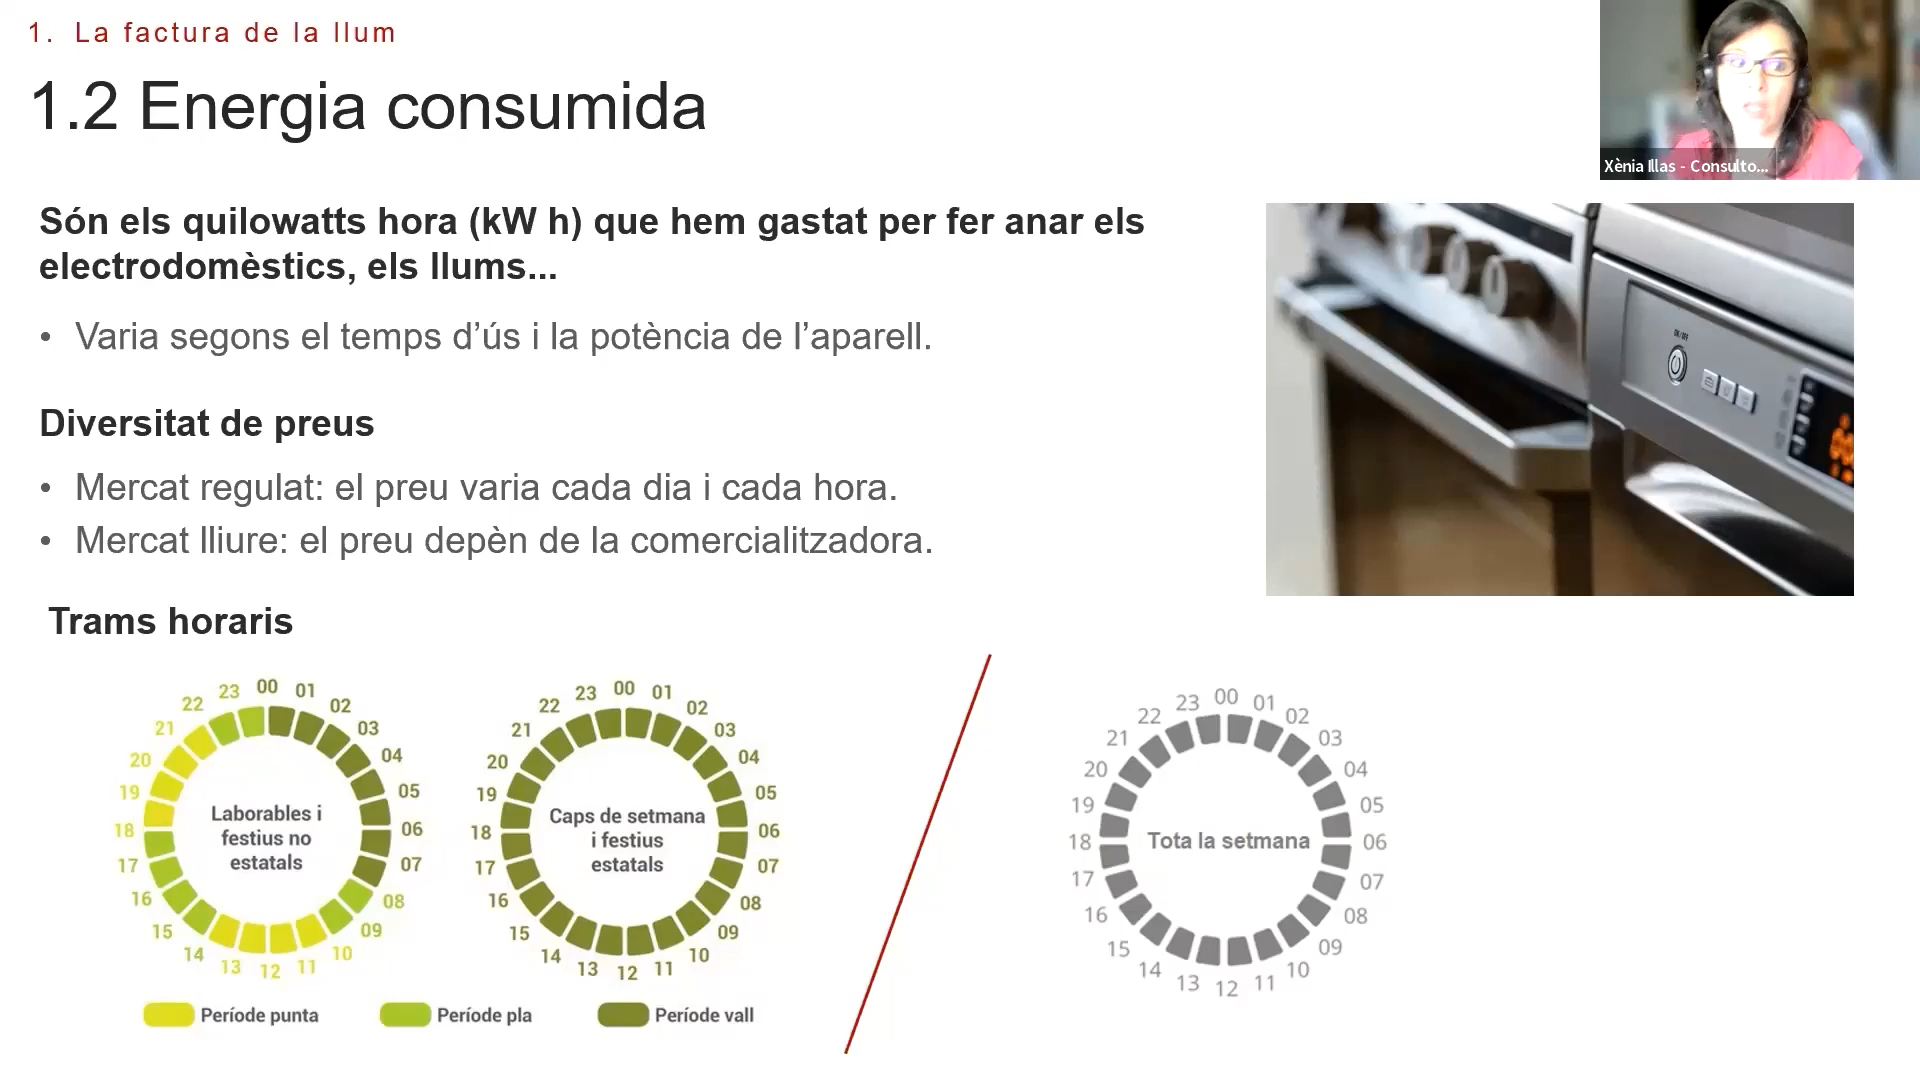 1. La factura de la llum
1.2 Energia consumida
Xènia Illas - Consulto...
Són els quilowatts hora (kW h) que hem gastat per fer anar els
electrodomèstics, els llums...
• Varia segons el temps d’ús i la potència de l’aparell.
Diversitat de preus
• Mercat regulat: el preu varia cada dia i cada hora.
• Mercat lliure: el preu depèn de la comercialitzadora.
ON/OFF
Trams horaris
00 01 02 03 04 05 06 07 08 09 10 11 12 13 14 15 16 17 18 19 20 21 22 23
Laborables i
festius no
estatals
00 01 02 03 04 05 06 07 08 09 10 11 12 13 14 15 16 17 18 19 20 21 22 23
Caps de setmana
i festius
estatals
00 01 02 03 04 05 06 07 08 09 10 11 12 13 14 15 16 17 18 19 20 21 22 23
Tota la setmana
Període punta
Període pla
Període vall